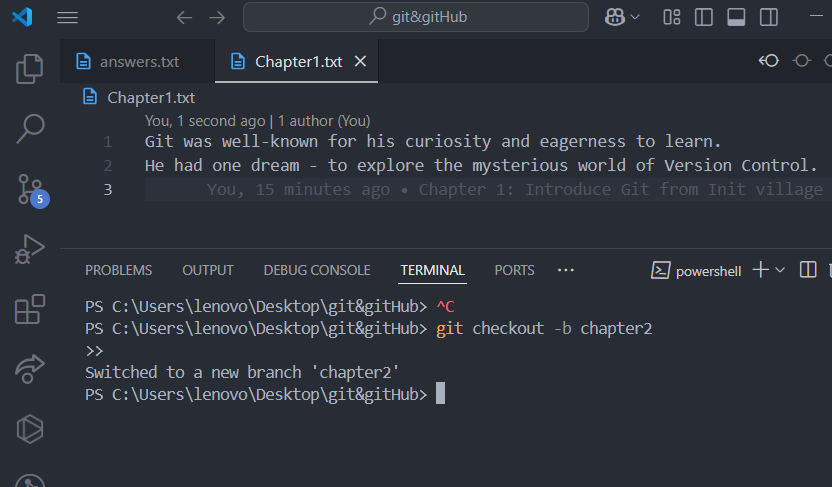 git&gitHub
answers.txt
Chapter1.txt
Chapter1.txt
You, 1 second ago | 1 author (You)
1 Git was well-known for his curiosity and eagerness to learn.
2 He had one dream - to explore the mysterious world of Version Control.
3 You, 15 minutes ago • Chapter 1: Introduce Git from Init village
5
PROBLEMS OUTPUT DEBUG CONSOLE TERMINAL PORTS ··· powershell
PS C:\Users\lenovo\Desktop\git&gitHub> ^C
PS C:\Users\lenovo\Desktop\git&gitHub> git checkout -b chapter2
>>
Switched to a new branch 'chapter2'
PS C:\Users\lenovo\Desktop\git&gitHub>